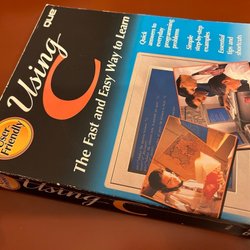 QUE
Using
C
The Fast and Easy Way to Learn
User
Friendly
Quick
answers to
everyday
programming
problems
Simple
step-by-step
examples
Essential
tips and
shortcuts
Using C